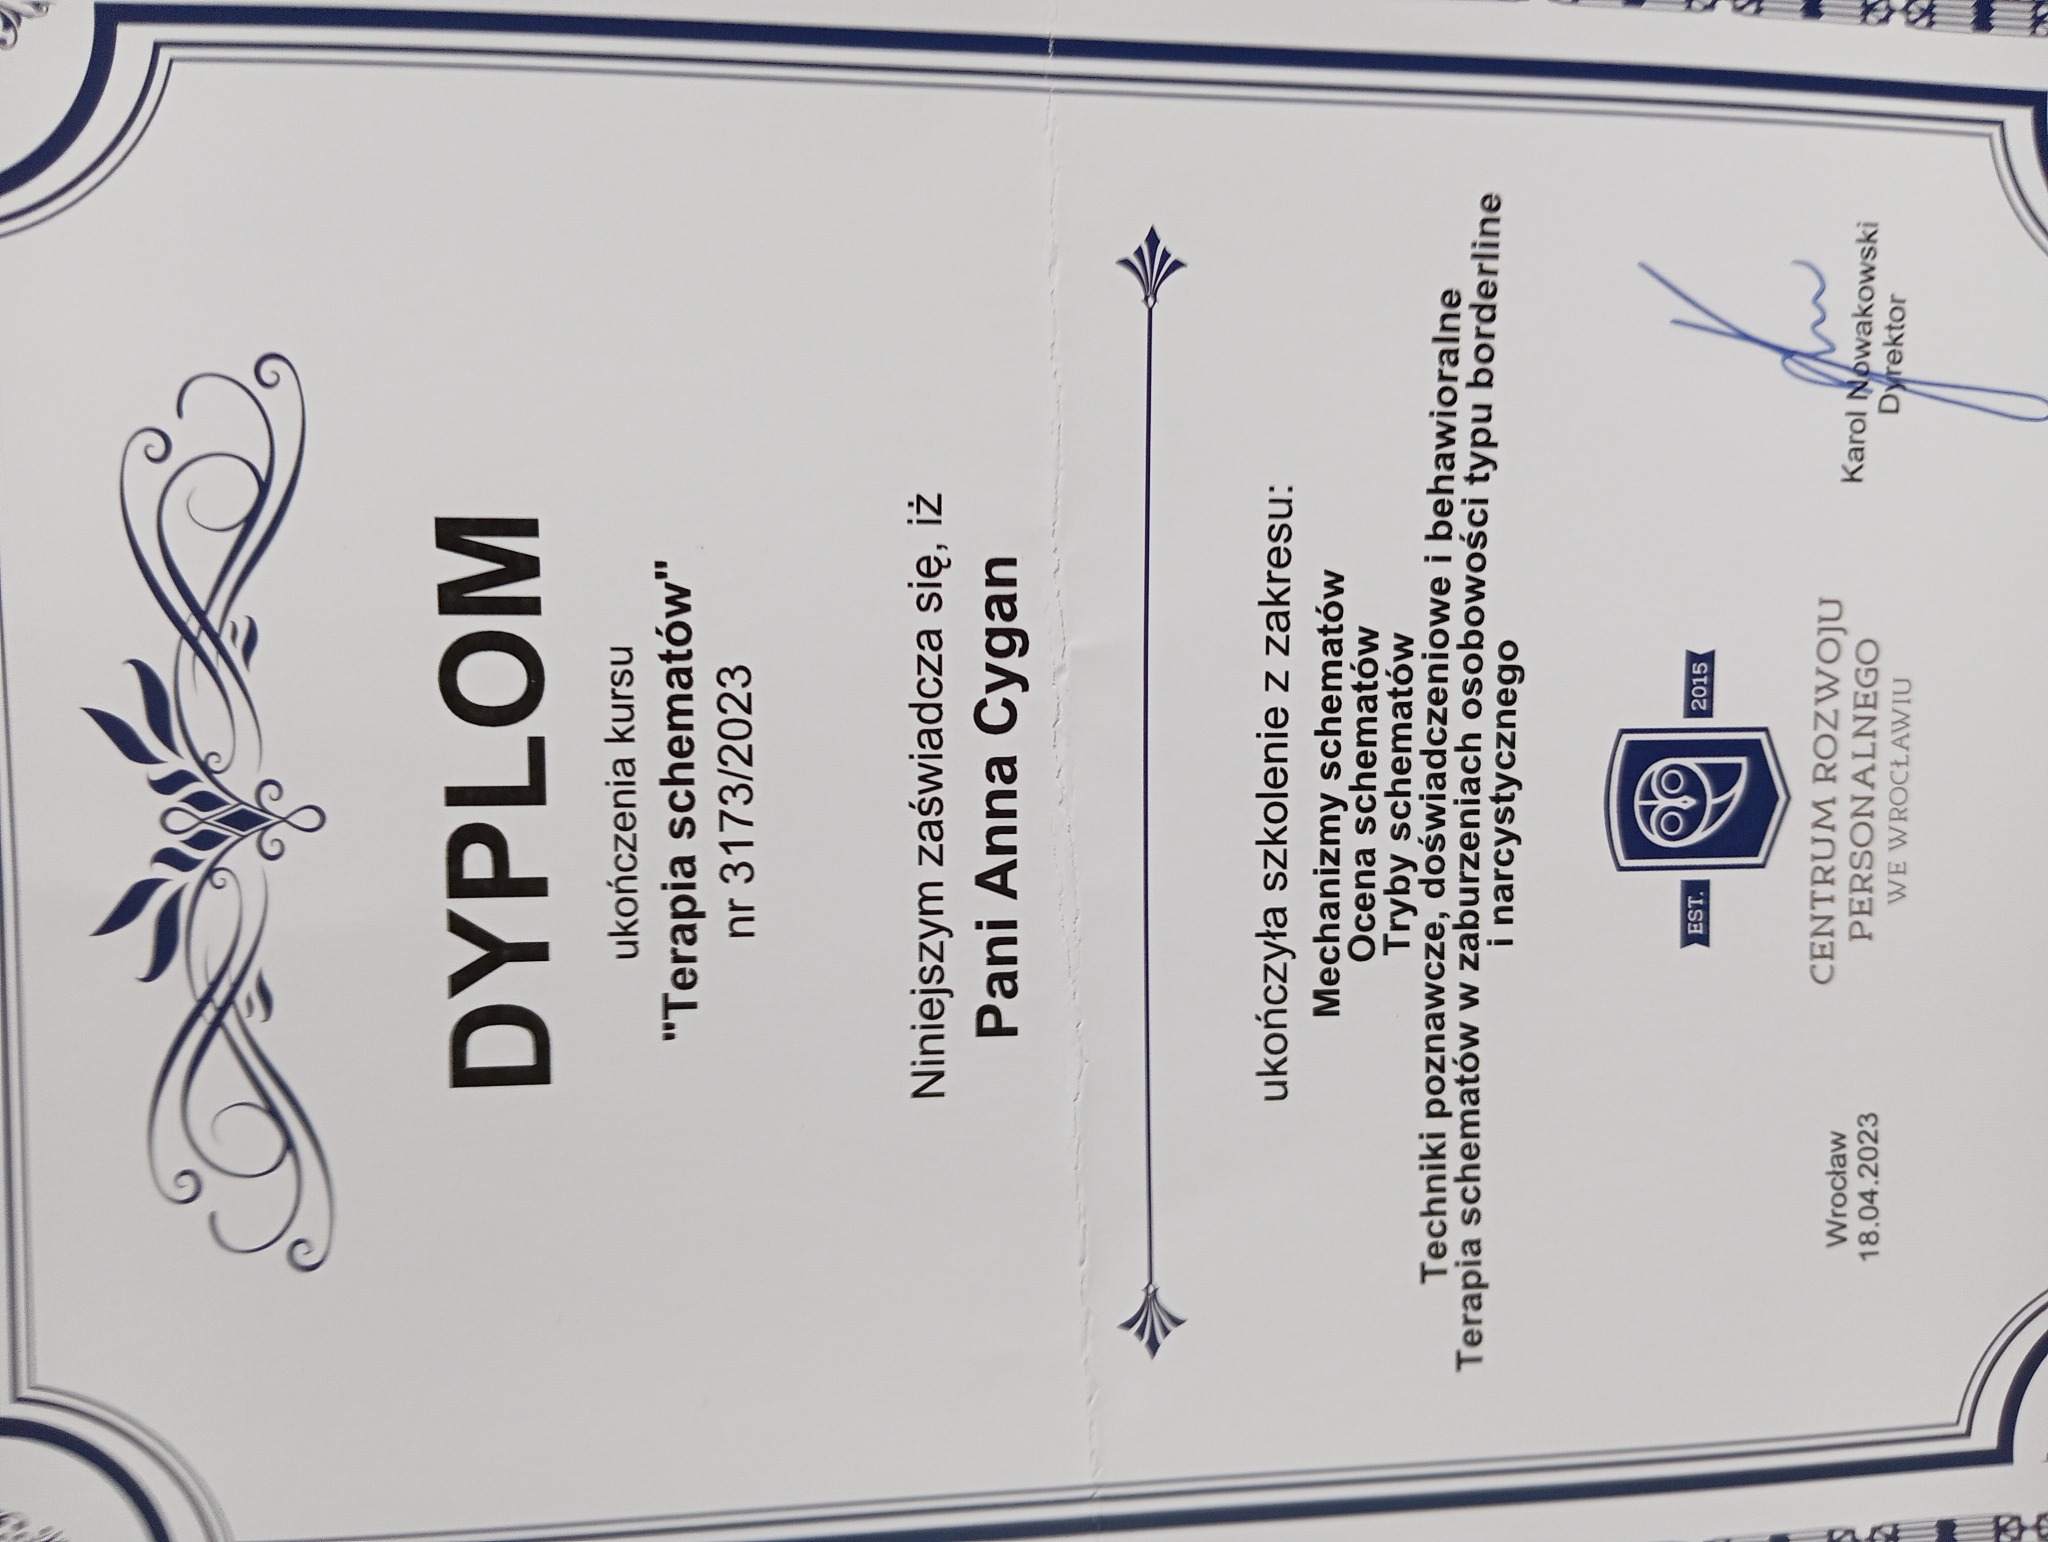 DYPLOM
ukończenia kursu
"Terapia schematów"
nr 3173/2023
Niniejszym zaświadcza się, iż
Pani Anna Cygan
ukończyła szkolenie z zakresu:
Mechanizmy schematów
Ocena schematów
Tryby schematów
Techniki poznawcze, doświadczeniowe i behawioralne
Terapia schematów w zaburzeniach osobowości typu borderline
i narcystycznego
EST. 2015
CENTRUM ROZWOJU
PERSONALNEGO
WE WROCŁAWIU
Wrocław
18.04.2023
Karol Nowakowski
Dyrektor